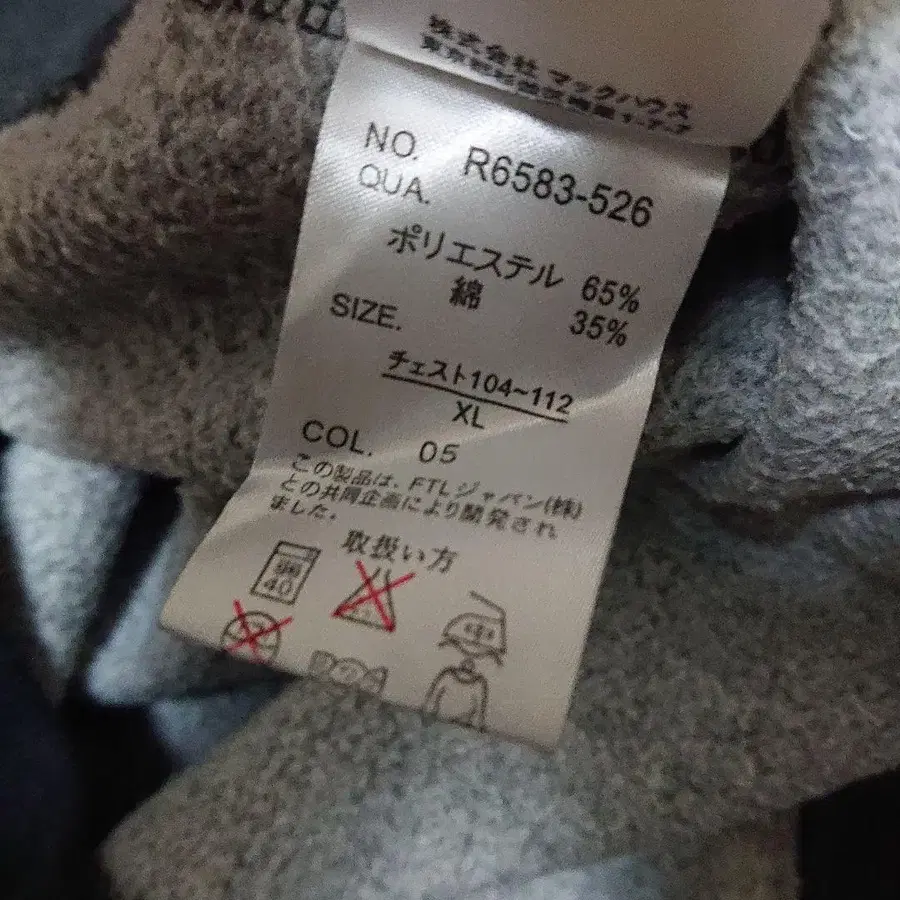 株式会社 マックハウス
NO. R6583-526
QUA.
ポリエステル 65%
綿 35%
SIZE.
チェスト104~112
XL
COL. 05
この製品は、FTLジャパン(株)
との共同企画により開発され
ました。
取扱い方
40